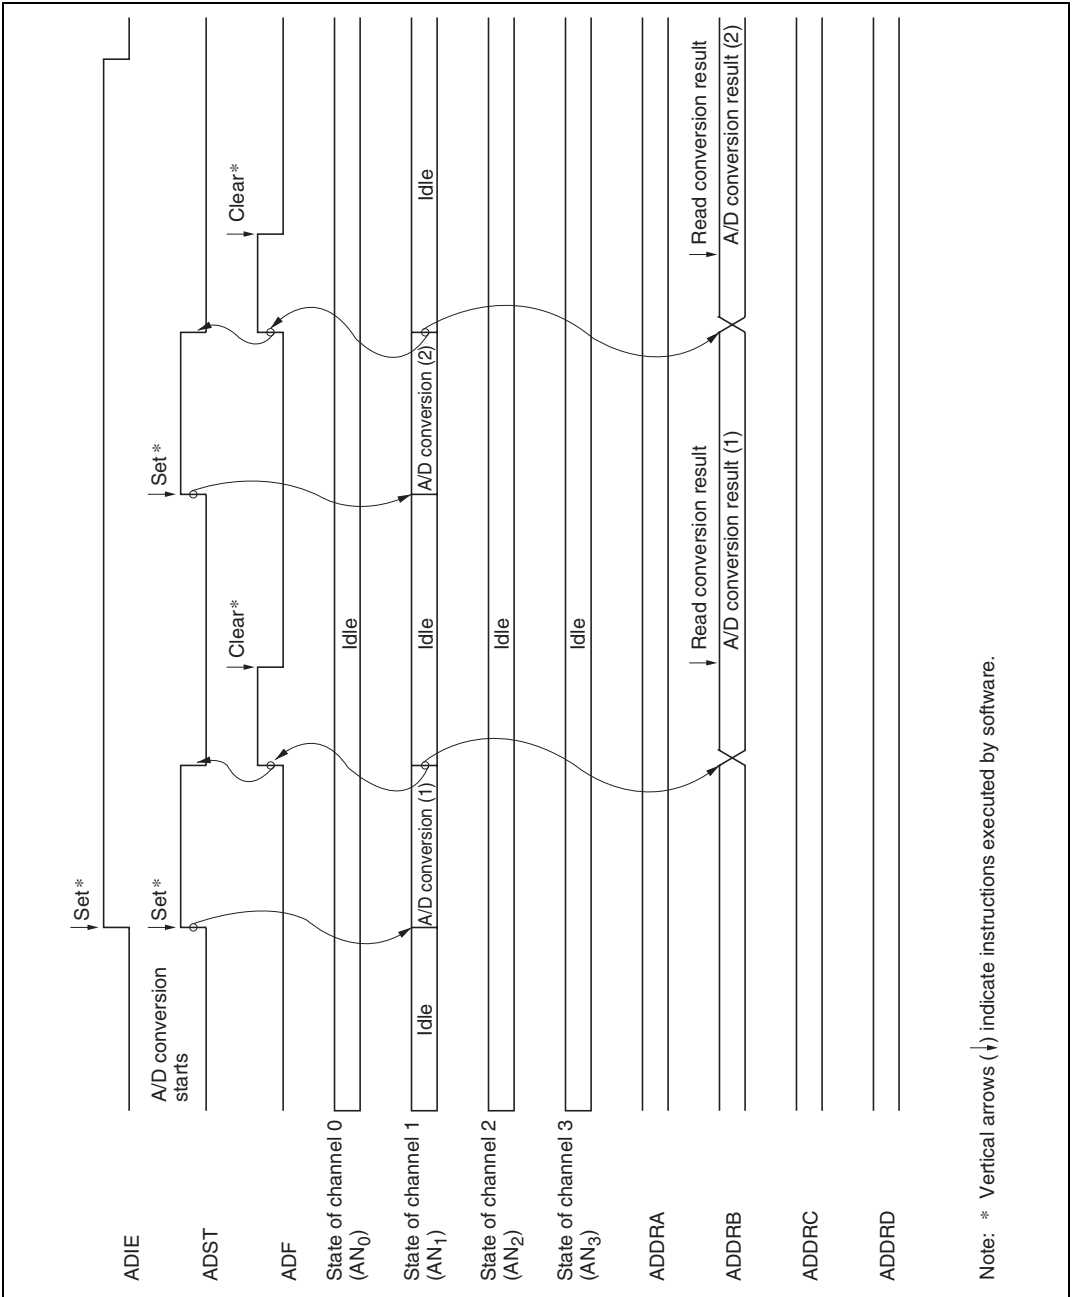 ADIE
Set*
ADST
A/D conversion
starts
Set*
Set*
ADF
Clear*
Clear*
State of channel 0
(AN0)
Idle
State of channel 1
(AN1)
Idle
A/D conversion (1)
Idle
A/D conversion (2)
Idle
State of channel 2
(AN2)
Idle
State of channel 3
(AN3)
Idle
ADDRA
ADDRB
Read conversion result
A/D conversion result (1)
Read conversion result
A/D conversion result (2)
ADDRC
ADDRD
Note: * Vertical arrows (↓) indicate instructions executed by software.